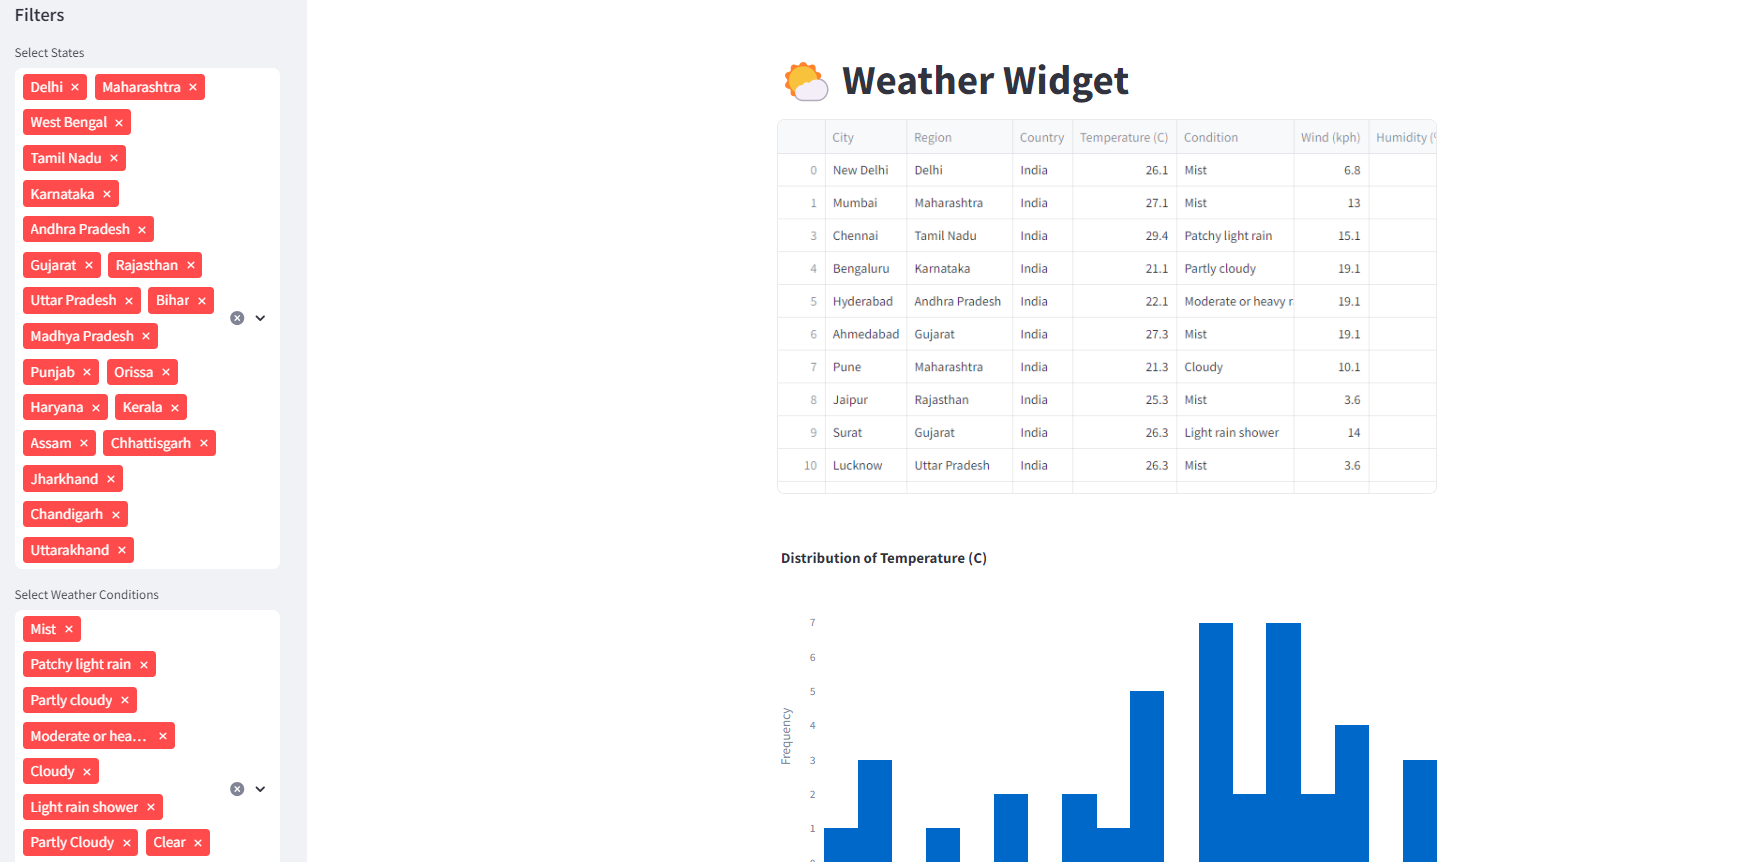 Filters
Select States
Delhi × Maharashtra ×
West Bengal ×
Tamil Nadu ×
Karnataka ×
Andhra Pradesh ×
Gujarat × Rajasthan ×
Uttar Pradesh × Bihar ×
Madhya Pradesh ×
Punjab × Orissa ×
Haryana × Kerala ×
Assam × Chhattisgarh ×
Jharkhand ×
Chandigarh ×
Uttarakhand ×
Select Weather Conditions
Mist ×
Patchy light rain ×
Partly cloudy ×
Moderate or hea... ×
Cloudy ×
Light rain shower ×
Partly Cloudy × Clear ×
Weather Widget
City Region Country Temperature (C) Condition Wind (kph) Humidity (
0 New Delhi Delhi India 26.1 Mist 6.8
1 Mumbai Maharashtra India 27.1 Mist 13
3 Chennai Tamil Nadu India 29.4 Patchy light rain 15.1
4 Bengaluru Karnataka India 21.1 Partly cloudy 19.1
5 Hyderabad Andhra Pradesh India 22.1 Moderate or heavy r 19.1
6 Ahmedabad Gujarat India 27.3 Mist 19.1
7 Pune Maharashtra India 21.3 Cloudy 10.1
8 Jaipur Rajasthan India 25.3 Mist 3.6
9 Surat Gujarat India 26.3 Light rain shower 14
10 Lucknow Uttar Pradesh India 26.3 Mist 3.6
Distribution of Temperature (C)
7
6
5
4
3
2
1
Frequency